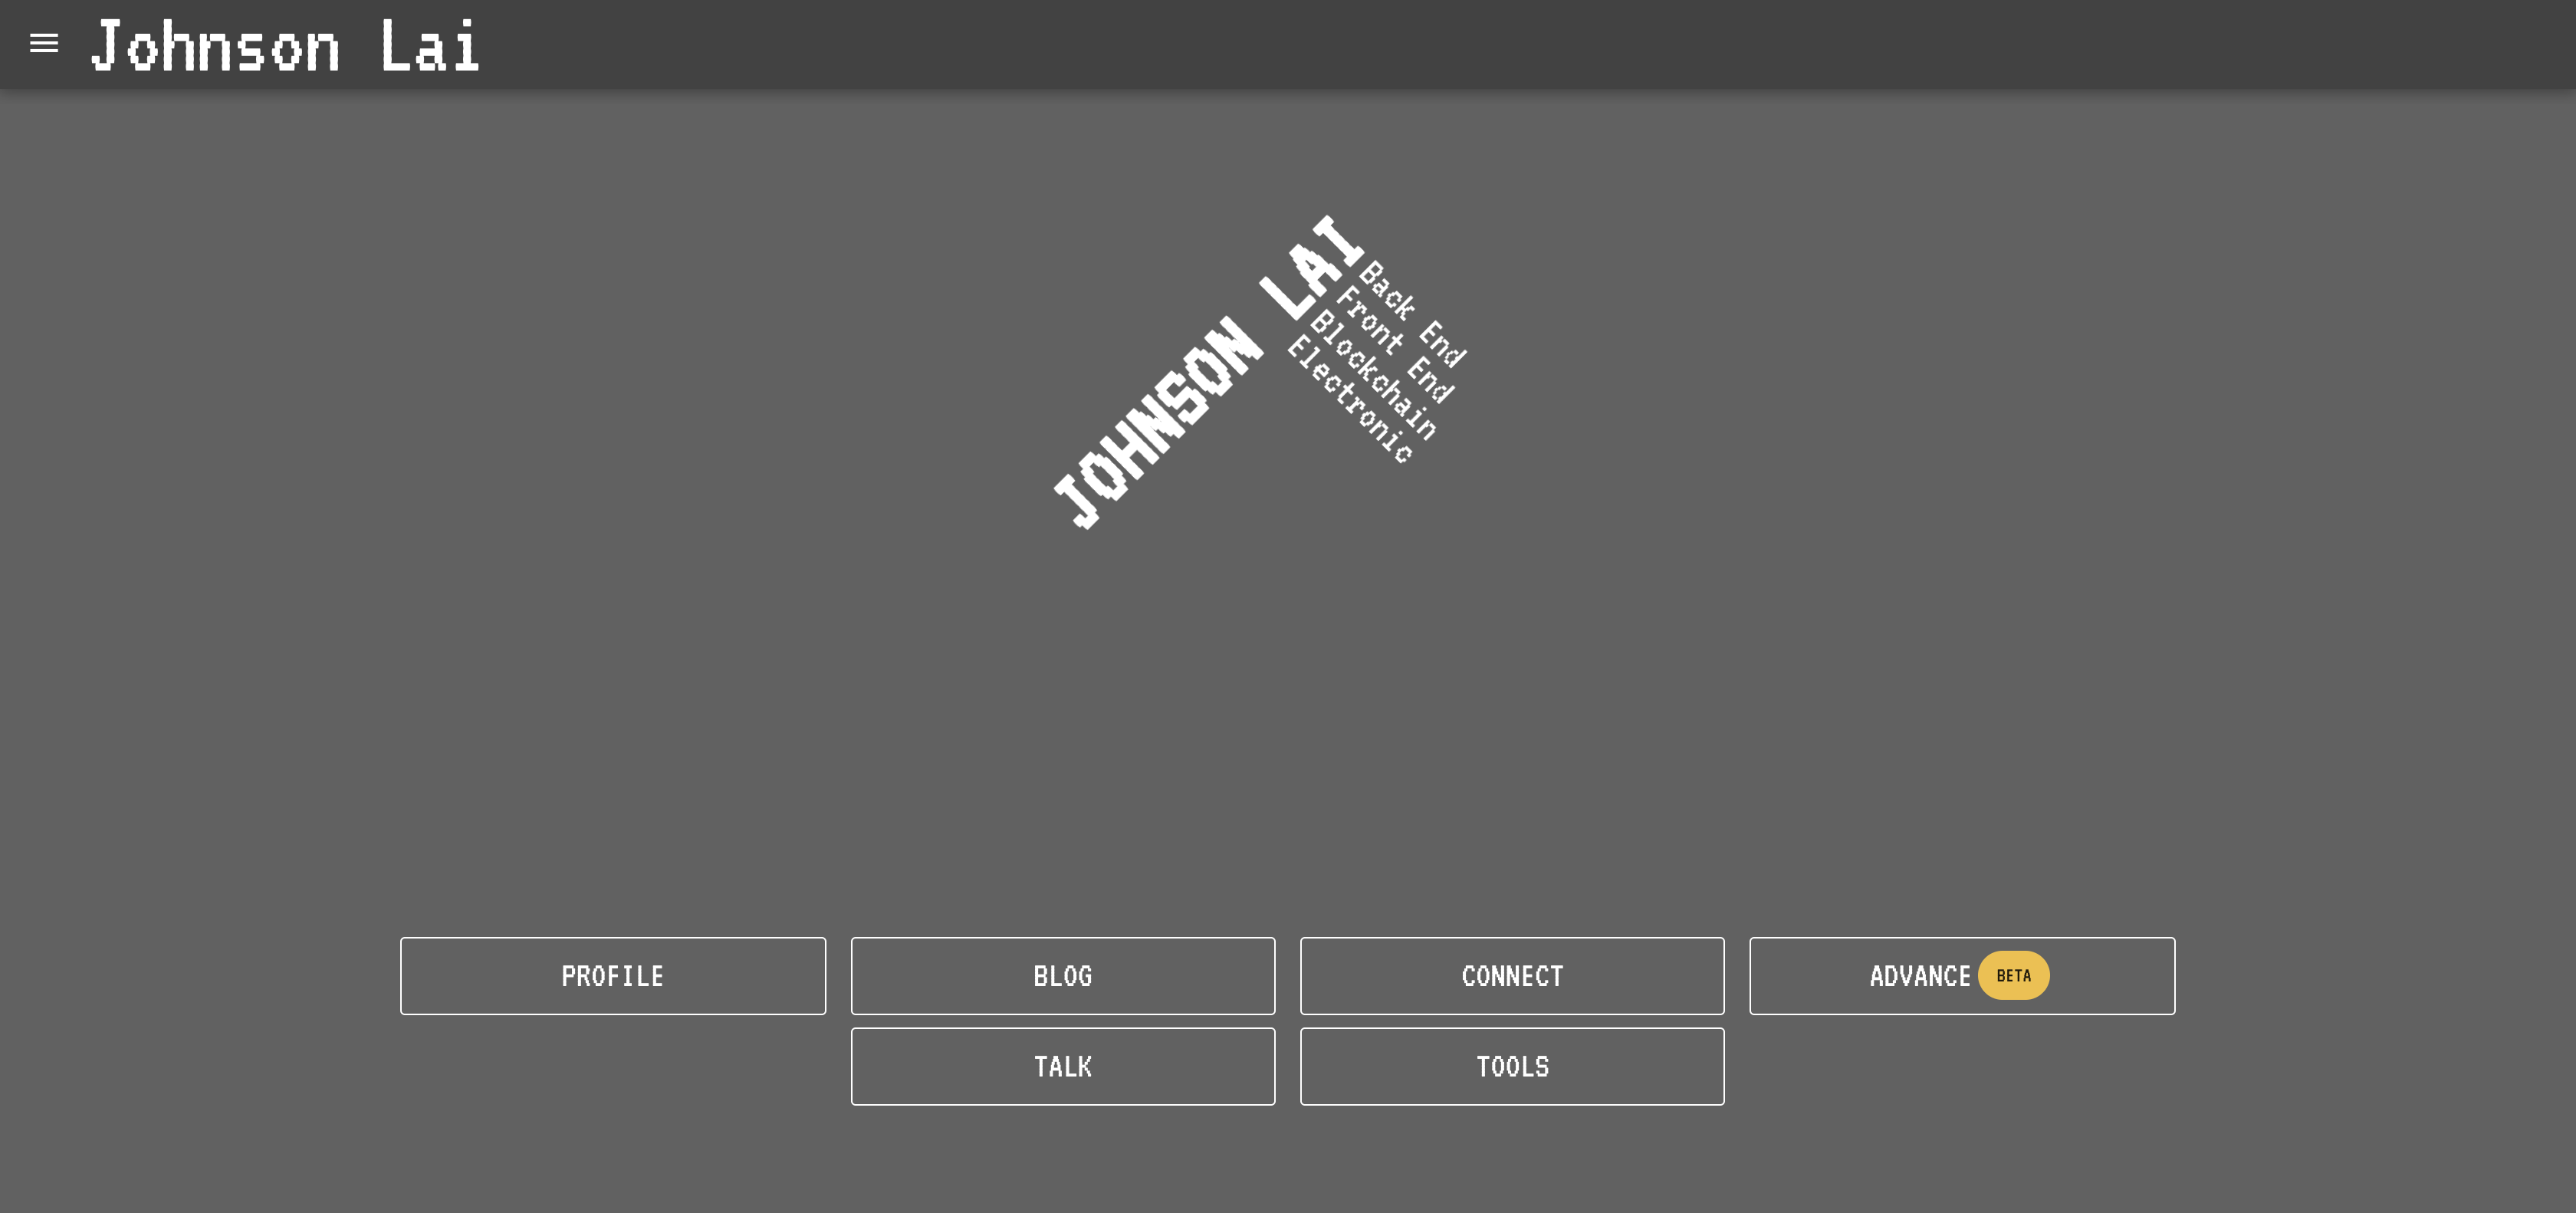 Johnson Lai
JOHNSON LAI
Back End
Front End
Blockchain
Electronic
PROFILE
BLOG
CONNECT
ADVANCE BETA
TALK
TOOLS